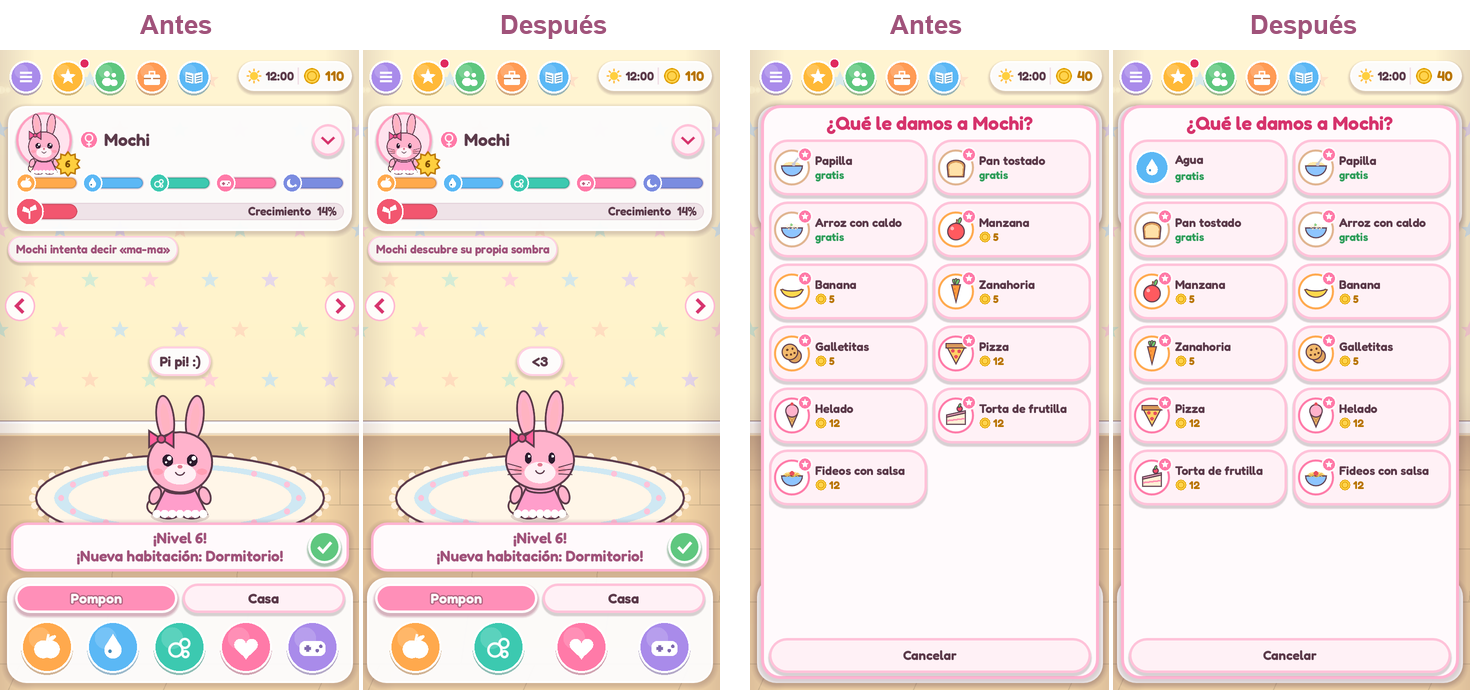 Antes
12:00
110
Mochi
6
Crecimiento 14%
Mochi intenta decir «ma-ma»
Pi pi! :)
¡Nivel 6!
¡Nueva habitación: Dormitorio!
Pompon
Casa
Después
12:00
110
Mochi
6
Crecimiento 14%
Mochi descubre su propia sombra
<3
¡Nivel 6!
¡Nueva habitación: Dormitorio!
Pompon
Casa
Antes
12:00
40
¿Qué le damos a Mochi?
Papilla
gratis
Pan tostado
gratis
Arroz con caldo
gratis
Manzana
5
Banana
5
Zanahoria
5
Galletitas
5
Pizza
12
Helado
12
Torta de frutilla
12
Fideos con salsa
12
Cancelar
Después
12:00
40
¿Qué le damos a Mochi?
Agua
gratis
Papilla
gratis
Pan tostado
gratis
Arroz con caldo
gratis
Manzana
5
Banana
5
Zanahoria
5
Galletitas
5
Pizza
12
Helado
12
Torta de frutilla
12
Fideos con salsa
12
Cancelar